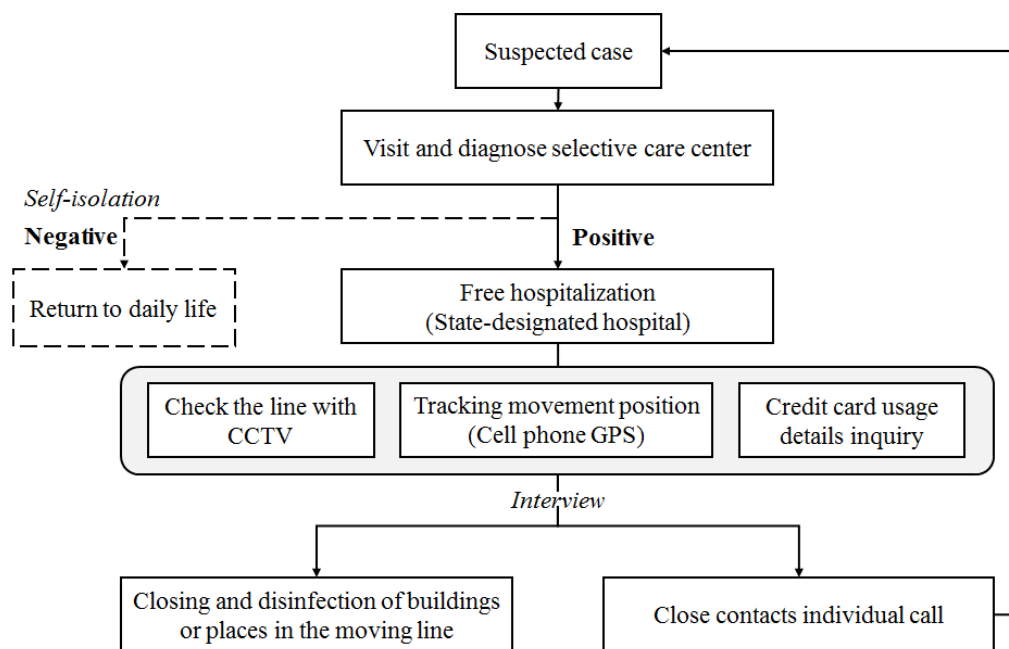 Suspected case
Visit and diagnose selective care center
Self-isolation
Negative
Positive
Return to daily life
Free hospitalization
(State-designated hospital)
Check the line with
CCTV
Tracking movement position
(Cell phone GPS)
Credit card usage
details inquiry
Interview
Closing and disinfection of buildings
or places in the moving line
Close contacts individual call